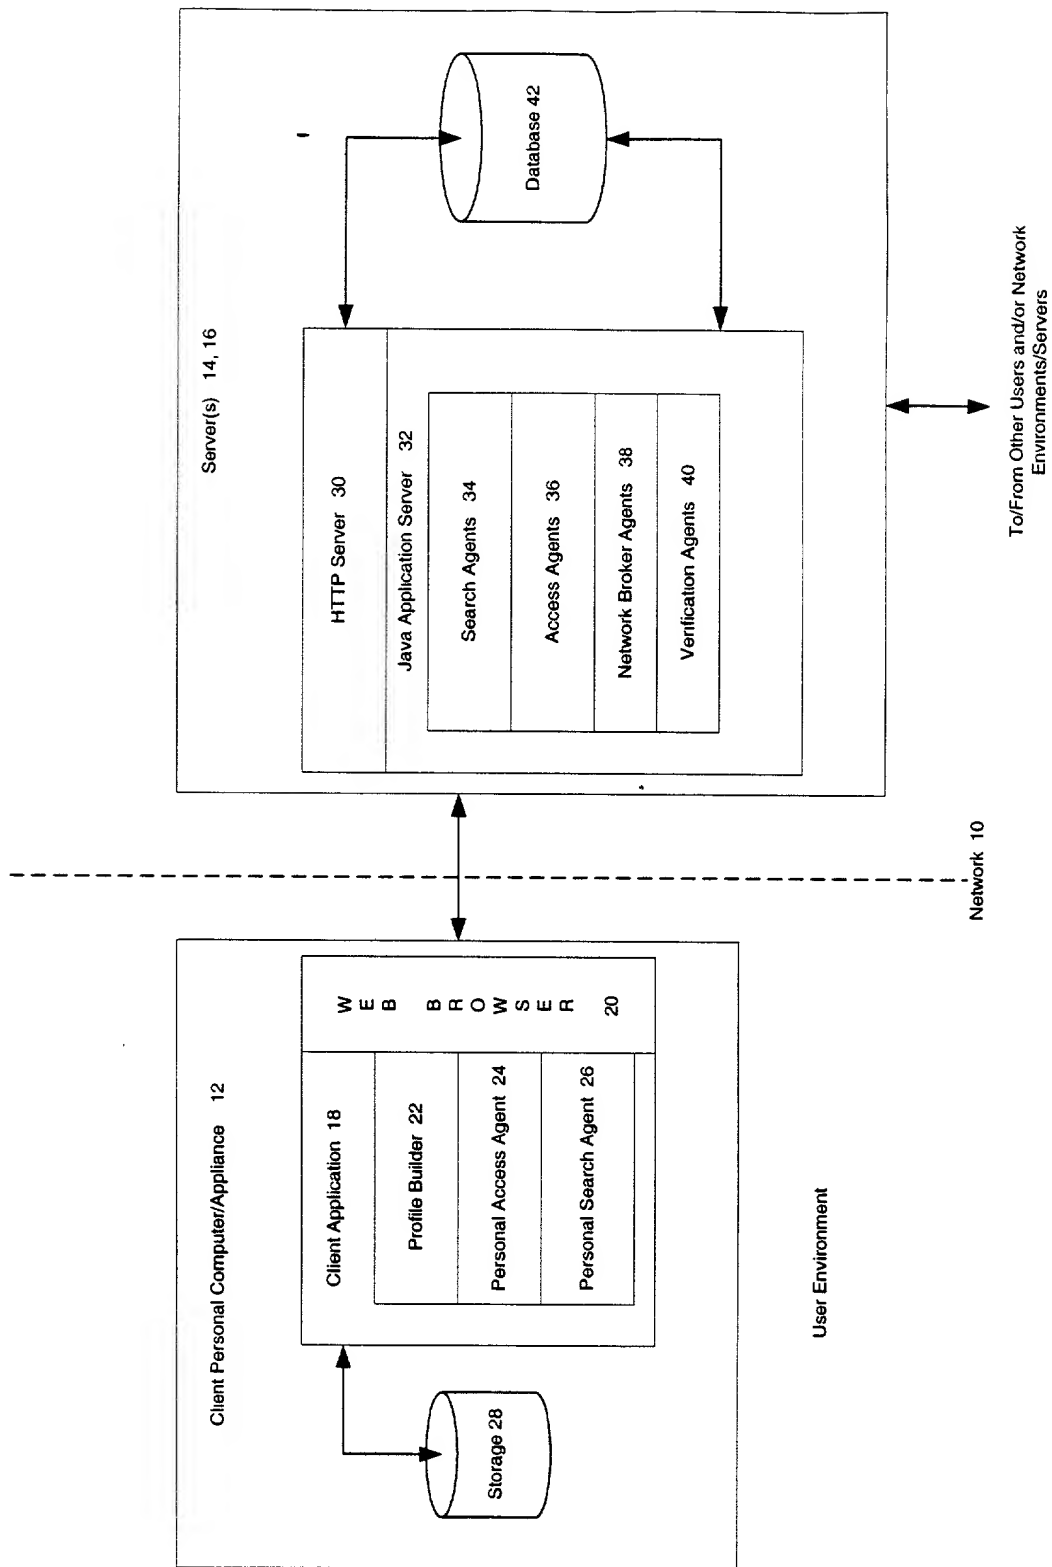 Client Personal Computer/Appliance 12
Storage 28
Client Application 18
Profile Builder 22
Personal Access Agent 24
Personal Search Agent 26
WEB BROWSER 20
User Environment
Network 10
Server(s) 14, 16
HTTP Server 30
Java Application Server 32
Search Agents 34
Access Agents 36
Network Broker Agents 38
Verification Agents 40
Database 42
To/From Other Users and/or Network
Environments/Servers